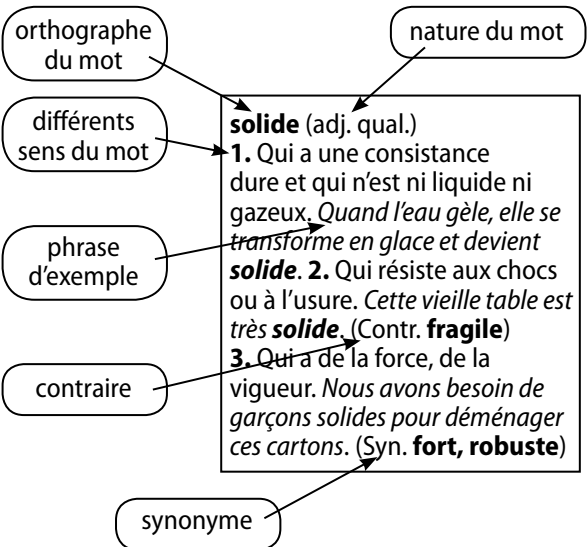 orthographe
du mot
nature du mot
différents
sens du mot
phrase
d'exemple
contraire
synonyme
solide (adj. qual.)
1. Qui a une consistance
dure et qui n'est ni liquide ni
gazeux. Quand l'eau gèle, elle se
transforme en glace et devient
solide. 2. Qui résiste aux chocs
ou à l'usure. Cette vieille table est
très solide. (Contr. fragile)
3. Qui a de la force, de la
vigueur. Nous avons besoin de
garçons solides pour déménager
ces cartons. (Syn. fort, robuste)